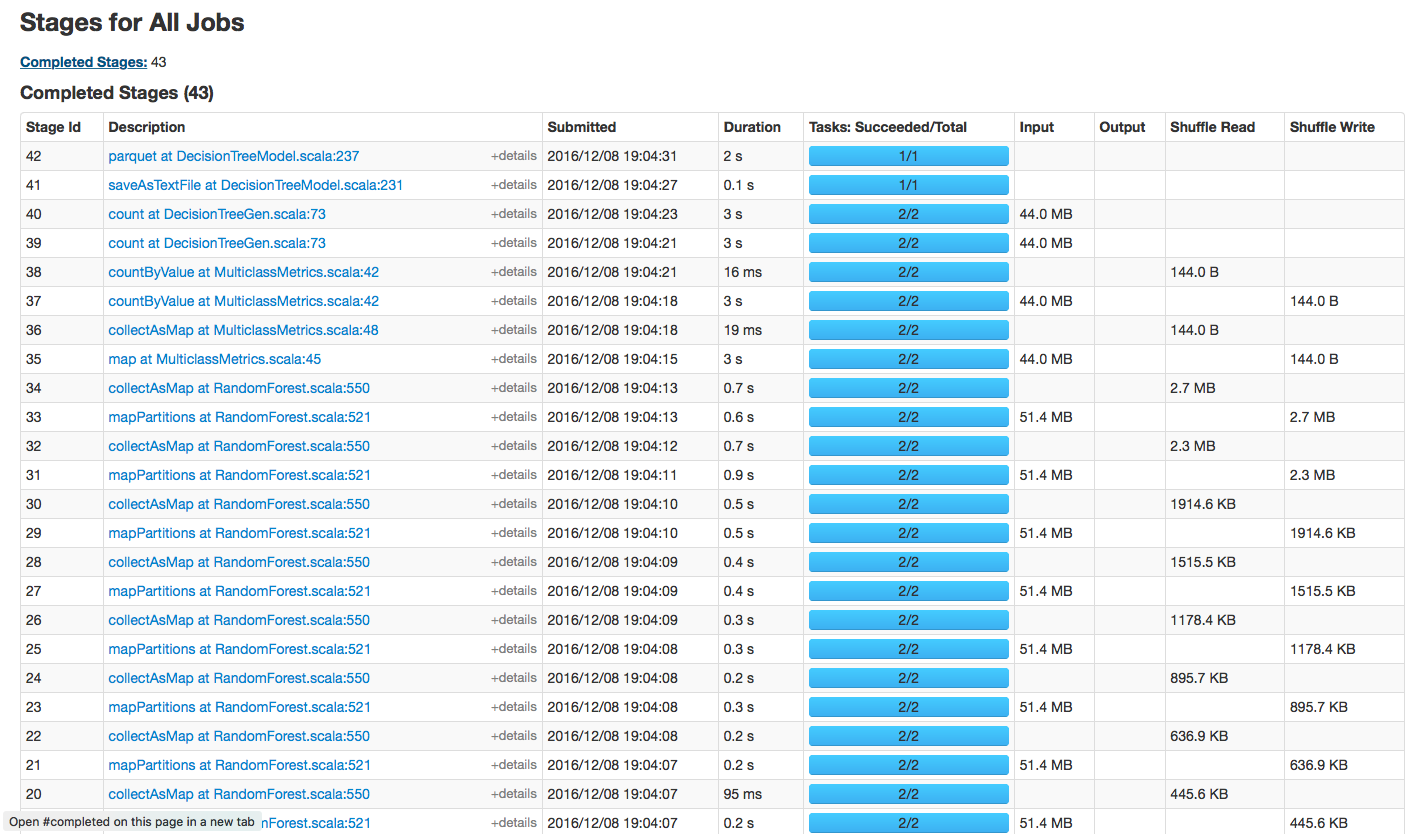 Stages for All Jobs
Completed Stages: 43
Completed Stages (43)
Stage Id Description Submitted Duration Tasks: Succeeded/Total Input Output Shuffle Read Shuffle Write
42 parquet at DecisionTreeModel.scala:237 +details 2016/12/08 19:04:31 2 s 1/1
41 saveAsTextFile at DecisionTreeModel.scala:231 +details 2016/12/08 19:04:27 0.1 s 1/1
40 count at DecisionTreeGen.scala:73 +details 2016/12/08 19:04:23 3 s 2/2 44.0 MB
39 count at DecisionTreeGen.scala:73 +details 2016/12/08 19:04:21 3 s 2/2 44.0 MB
38 countByValue at MulticlassMetrics.scala:42 +details 2016/12/08 19:04:21 16 ms 2/2 144.0 B
37 countByValue at MulticlassMetrics.scala:42 +details 2016/12/08 19:04:18 3 s 2/2 44.0 MB 144.0 B
36 collectAsMap at MulticlassMetrics.scala:48 +details 2016/12/08 19:04:18 19 ms 2/2 144.0 B
35 map at MulticlassMetrics.scala:45 +details 2016/12/08 19:04:15 3 s 2/2 44.0 MB 144.0 B
34 collectAsMap at RandomForest.scala:550 +details 2016/12/08 19:04:13 0.7 s 2/2 2.7 MB
33 mapPartitions at RandomForest.scala:521 +details 2016/12/08 19:04:13 0.6 s 2/2 51.4 MB 2.7 MB
32 collectAsMap at RandomForest.scala:550 +details 2016/12/08 19:04:12 0.7 s 2/2 2.3 MB
31 mapPartitions at RandomForest.scala:521 +details 2016/12/08 19:04:11 0.9 s 2/2 51.4 MB 2.3 MB
30 collectAsMap at RandomForest.scala:550 +details 2016/12/08 19:04:10 0.5 s 2/2 1914.6 KB
29 mapPartitions at RandomForest.scala:521 +details 2016/12/08 19:04:10 0.5 s 2/2 51.4 MB 1914.6 KB
28 collectAsMap at RandomForest.scala:550 +details 2016/12/08 19:04:09 0.4 s 2/2 1515.5 KB
27 mapPartitions at RandomForest.scala:521 +details 2016/12/08 19:04:09 0.4 s 2/2 51.4 MB 1515.5 KB
26 collectAsMap at RandomForest.scala:550 +details 2016/12/08 19:04:09 0.3 s 2/2 1178.4 KB
25 mapPartitions at RandomForest.scala:521 +details 2016/12/08 19:04:08 0.3 s 2/2 51.4 MB 1178.4 KB
24 collectAsMap at RandomForest.scala:550 +details 2016/12/08 19:04:08 0.2 s 2/2 895.7 KB
23 mapPartitions at RandomForest.scala:521 +details 2016/12/08 19:04:08 0.3 s 2/2 51.4 MB 895.7 KB
22 collectAsMap at RandomForest.scala:550 +details 2016/12/08 19:04:08 0.2 s 2/2 636.9 KB
21 mapPartitions at RandomForest.scala:521 +details 2016/12/08 19:04:07 0.2 s 2/2 51.4 MB 636.9 KB
20 collectAsMap at RandomForest.scala:550 +details 2016/12/08 19:04:07 95 ms 2/2 445.6 KB
Open #completed on this page in a new tab mForest.scala:521 +details 2016/12/08 19:04:07 0.2 s 2/2 51.4 MB 445.6 KB